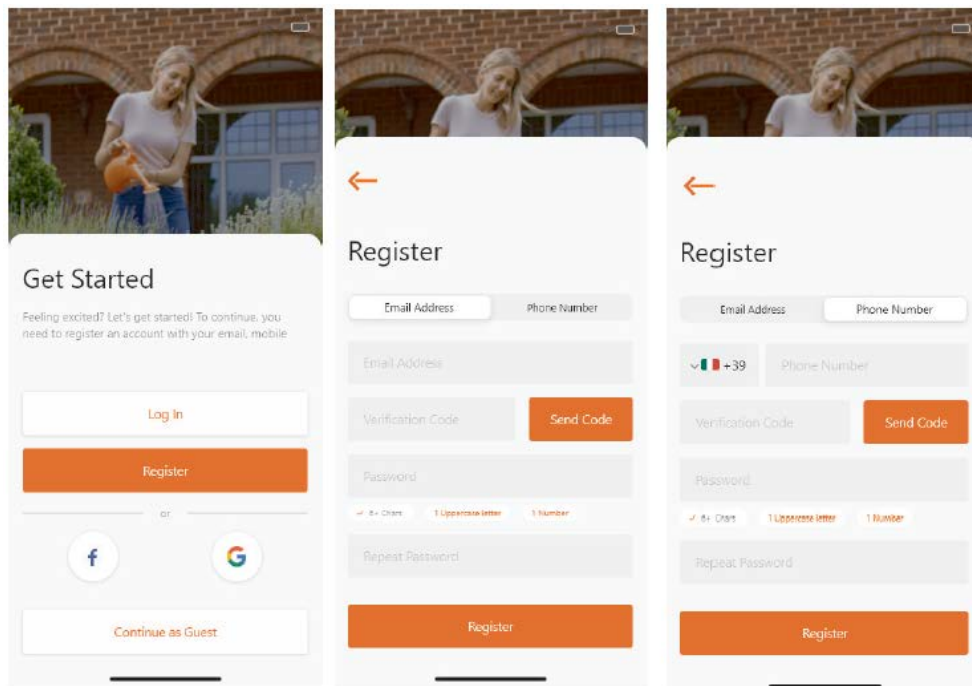 Get Started
Feeling excited? Let's get started! To continue, you
need to register an account with your email, mobile
Log In
Register
or
f
G
Continue as Guest
Register
Email Address
Phone Number
Email Address
Verification Code
Send Code
Password
8+ Chars
1 Uppercase letter
1 Number
Repeat Password
Register
Register
Email Address
Phone Number
+39
Phone Number
Verification Code
Send Code
Password
8+ Chars
1 Uppercase letter
1 Number
Repeat Password
Register